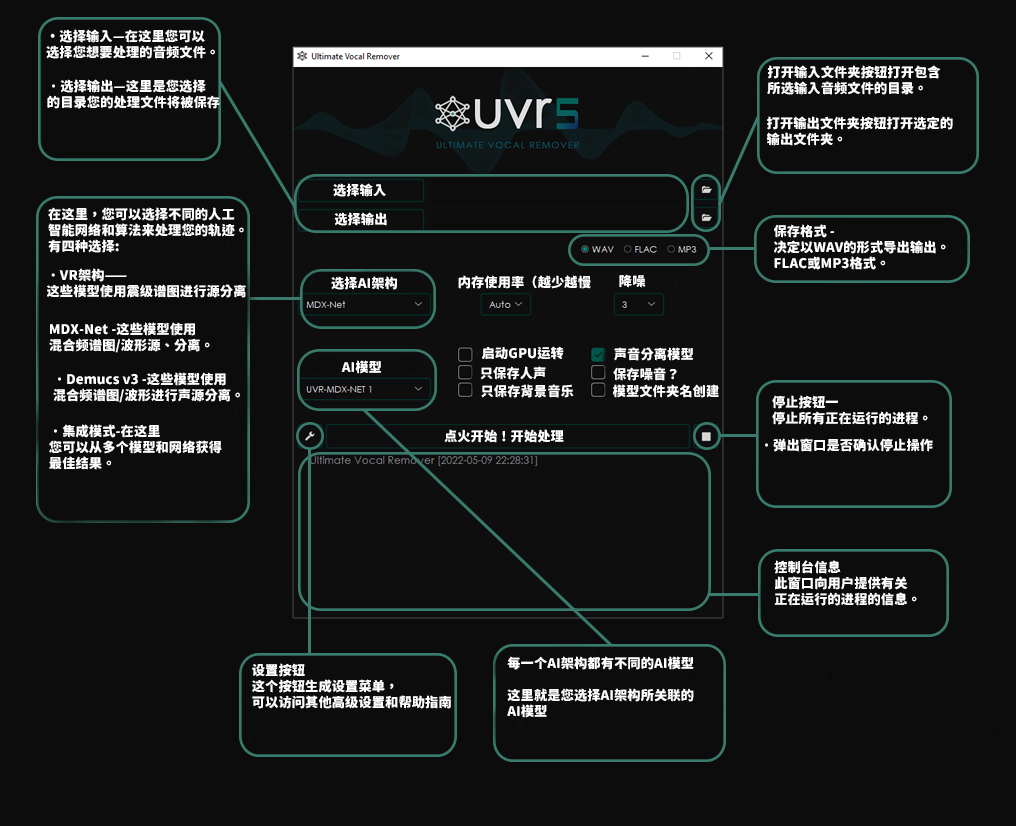 ・选择输入—在这里您可以
选择您想要处理的音频文件。
・选择输出—这里是您选择
的目录您的处理文件将被保存
在这里，您可以选择不同的人工
智能网络和算法来处理您的轨迹。
有四种选择:
・VR架构——
这些模型使用震级谱图进行源分离
MDX-Net -这些模型使用
混合频谱图/波形源、分离。
・Demucs v3 -这些模型使用
混合频谱图/波形进行声源分离。
・集成模式-在这里
您可以从多个模型和网络获得
最佳结果。
Ultimate Vocal Remover
uvr5
ULTIMATE VOCAL REMOVER
选择输入
选择输出
WAV FLAC MP3
选择AI架构
MDX-Net
内存使用率（越少越慢
Auto
降噪
3
AI模型
UVR-MDX-NET 1
启动GPU运转
只保存人声
只保存背景音乐
声音分离模型
保存噪音？
模型文件夹名创建
点火开始！开始处理
Ultimate Vocal Remover [2022-05-09 22:28:31]
打开输入文件夹按钮打开包含
所选输入音频文件的目录。
打开输出文件夹按钮打开选定的
输出文件夹。
保存格式 -
决定以WAV的形式导出输出。
FLAC或MP3格式。
停止按钮一
停止所有正在运行的进程。
・弹出窗口是否确认停止操作
控制台信息
此窗口向用户提供有关
正在运行的进程的信息。
设置按钮
这个按钮生成设置菜单，
可以访问其他高级设置和帮助指南
每一个AI架构都有不同的AI模型
这里就是您选择AI架构所关联的
AI模型